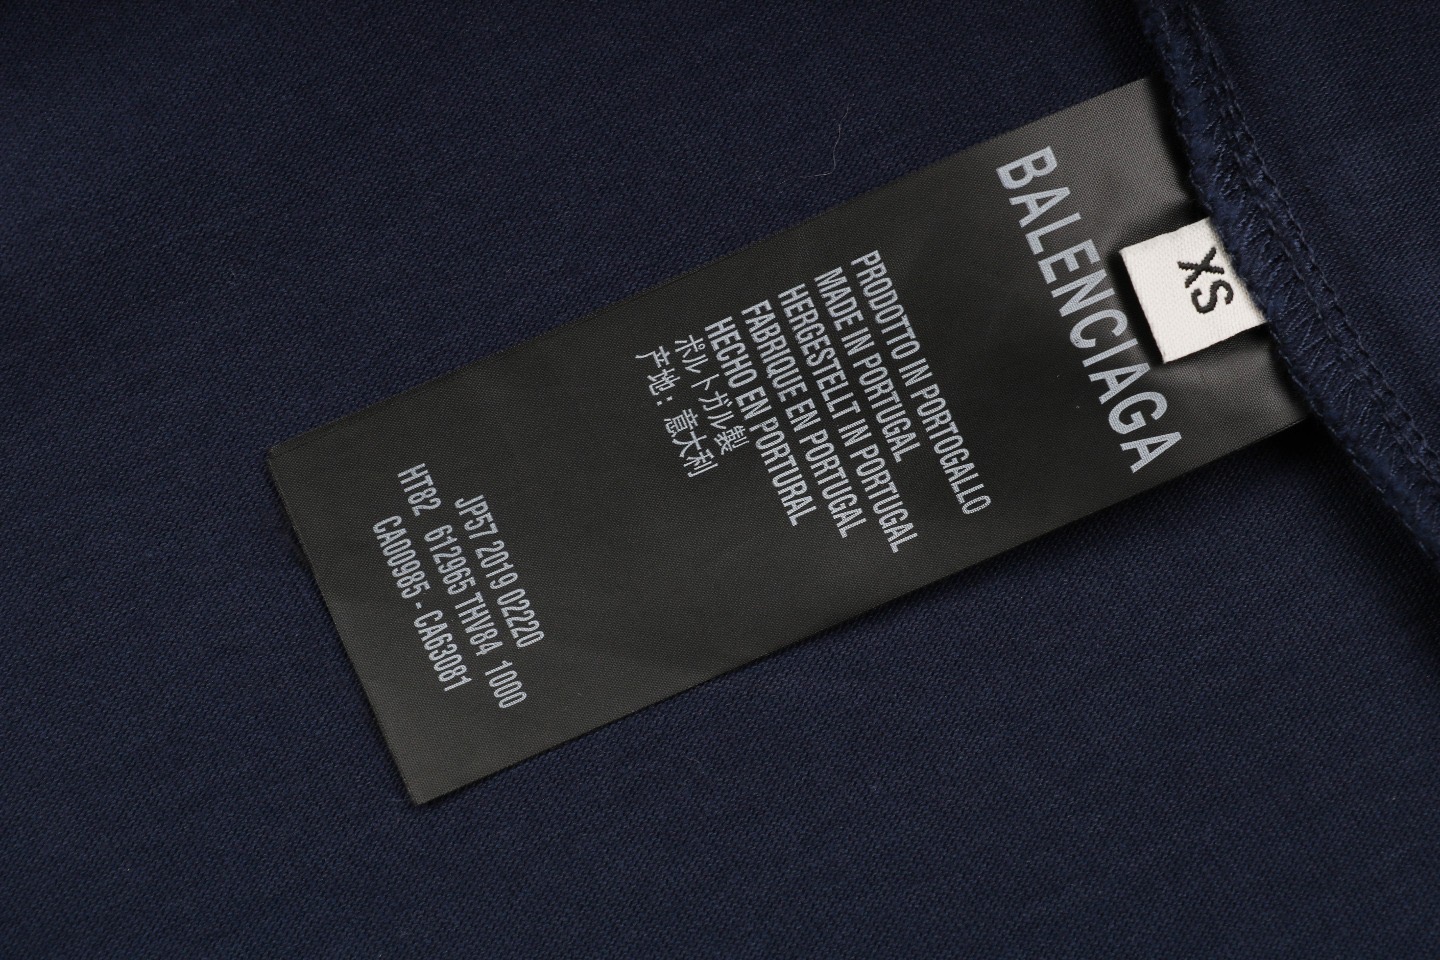 BALENCIAGA
XS
PRODOTTO IN PORTOGALLO
MADE IN PORTUGAL
HERGESTELLT IN PORTUGAL
FABRIQUE EN PORTUGAL
HECHO EN PORTURAL
ポルトガル製
产地：意大利
JP57 2019 02220
HT82 612965 THV84 1000
CA00985 - CA63081